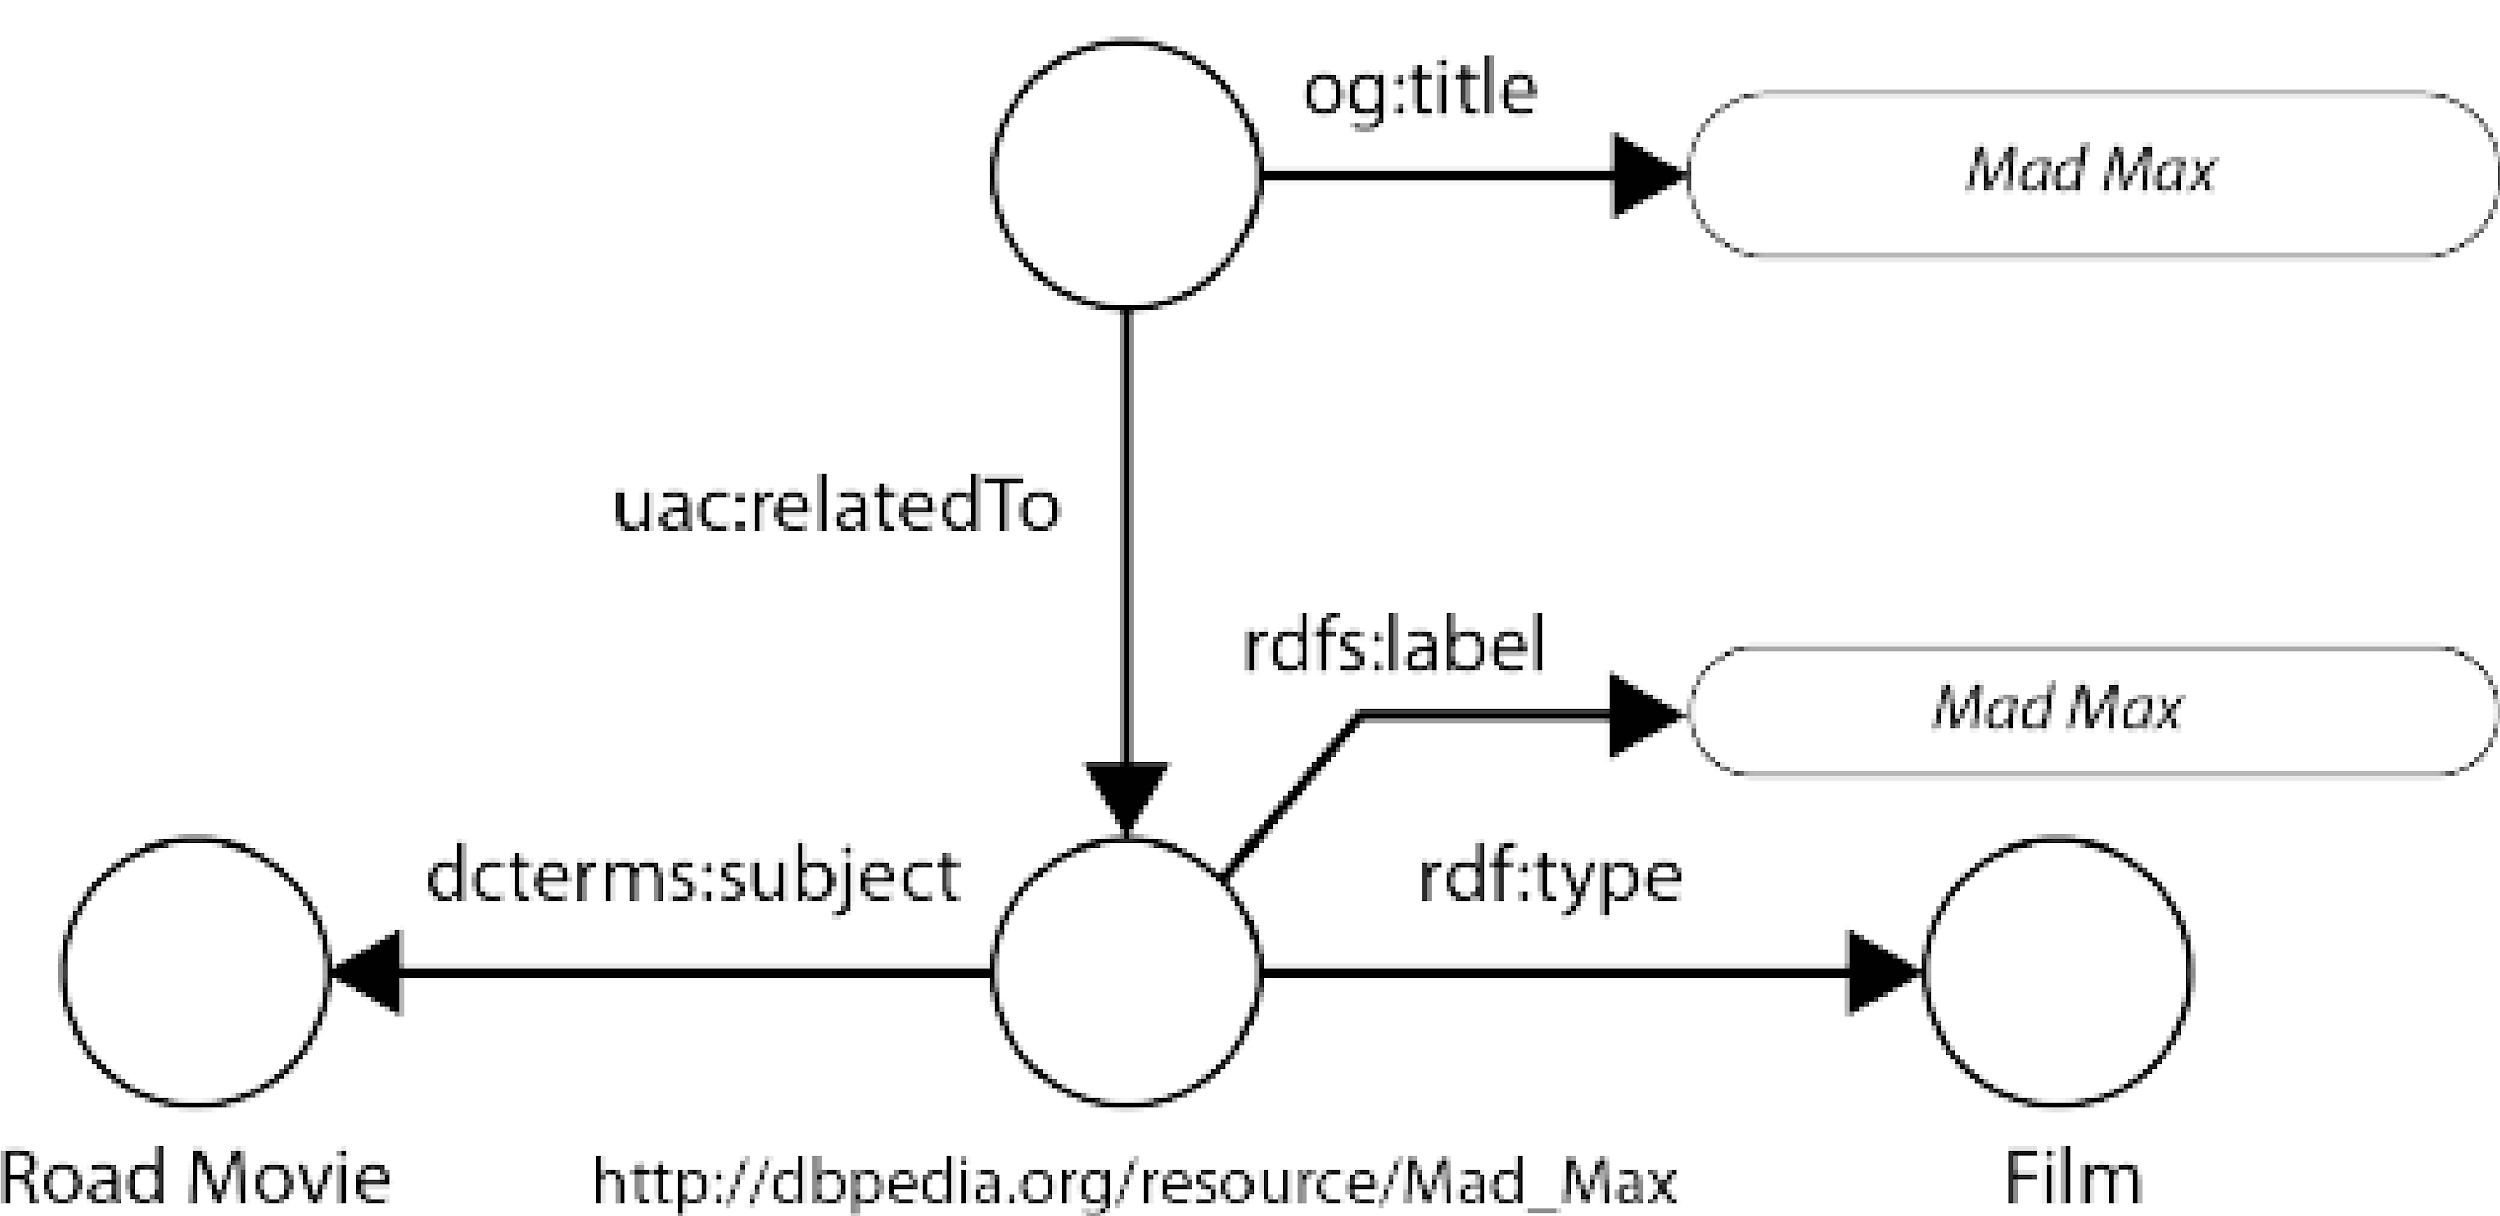 og:title
Mad Max
uac:relatedTo
rdfs:label
Mad Max
dcterms:subject
rdf:type
Road Movie
http://dbpedia.org/resource/Mad_Max
Film